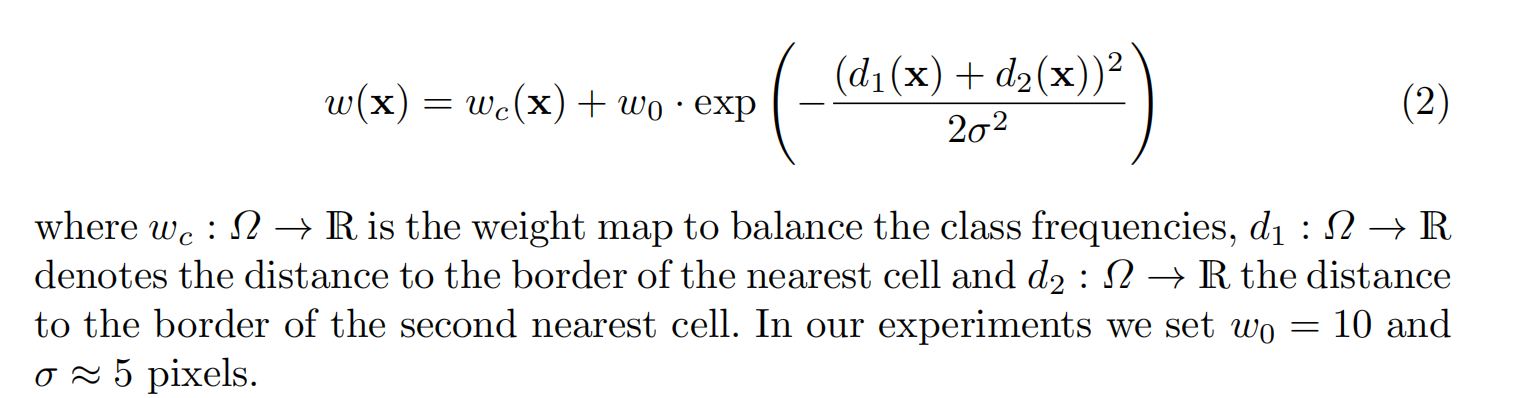 w(x) = w_c(x) + w_0 · exp ( − (d_1(x) + d_2(x))^2 / 2σ^2 ) (2)
where w_c : Ω → ℝ is the weight map to balance the class frequencies, d_1 : Ω → ℝ
denotes the distance to the border of the nearest cell and d_2 : Ω → ℝ the distance
to the border of the second nearest cell. In our experiments we set w_0 = 10 and
σ ≈ 5 pixels.